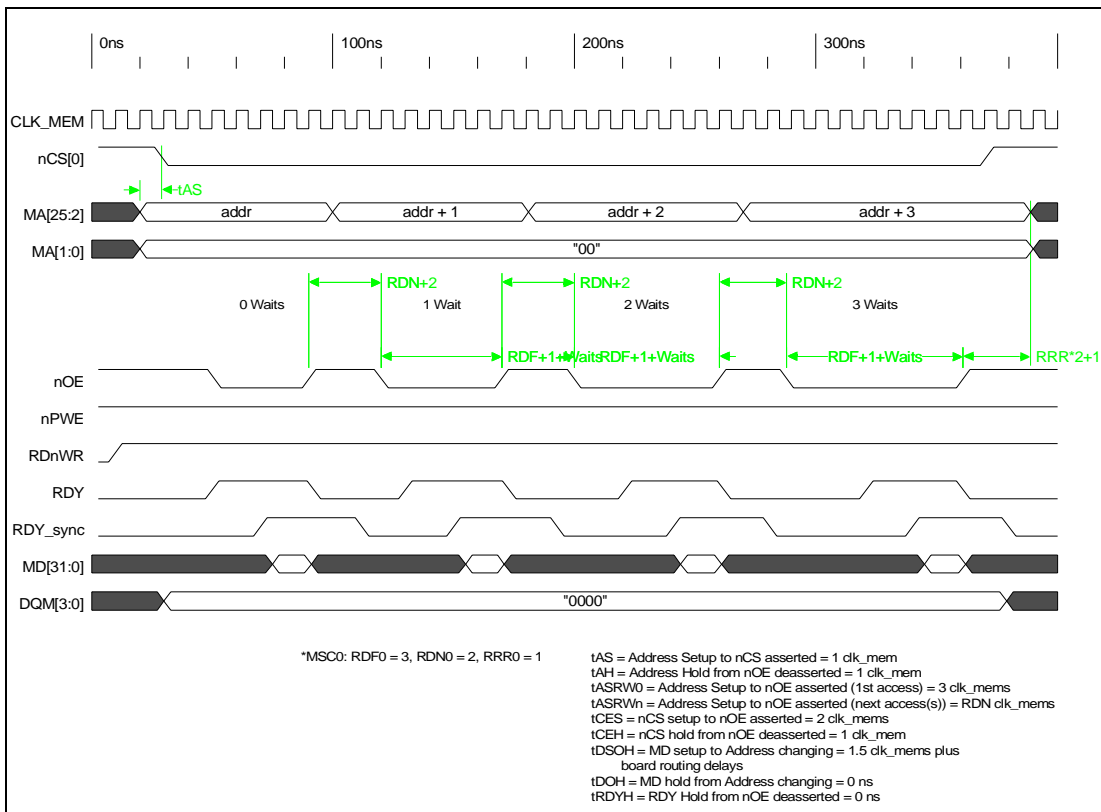 0ns 100ns 200ns 300ns
CLK_MEM
nCS[0]
tAS
MA[25:2] addr addr + 1 addr + 2 addr + 3
MA[1:0] "00"
RDN+2 RDN+2 RDN+2
0 Waits 1 Wait 2 Waits 3 Waits
RDF+1+Waits RDF+1+Waits RDF+1+Waits RRR*2+1
nOE
nPWE
RDnWR
RDY
RDY_sync
MD[31:0]
DQM[3:0] "0000"
*MSC0: RDF0 = 3, RDN0 = 2, RRR0 = 1
tAS = Address Setup to nCS asserted = 1 clk_mem
tAH = Address Hold from nOE deasserted = 1 clk_mem
tASRW0 = Address Setup to nOE asserted (1st access) = 3 clk_mems
tASRWn = Address Setup to nOE asserted (next access(s)) = RDN clk_mems
tCES = nCS setup to nOE asserted = 2 clk_mems
tCEH = nCS hold from nOE deasserted = 1 clk_mem
tDSOH = MD setup to Address changing = 1.5 clk_mems plus
board routing delays
tDOH = MD hold from Address changing = 0 ns
tRDYH = RDY Hold from nOE deasserted = 0 ns